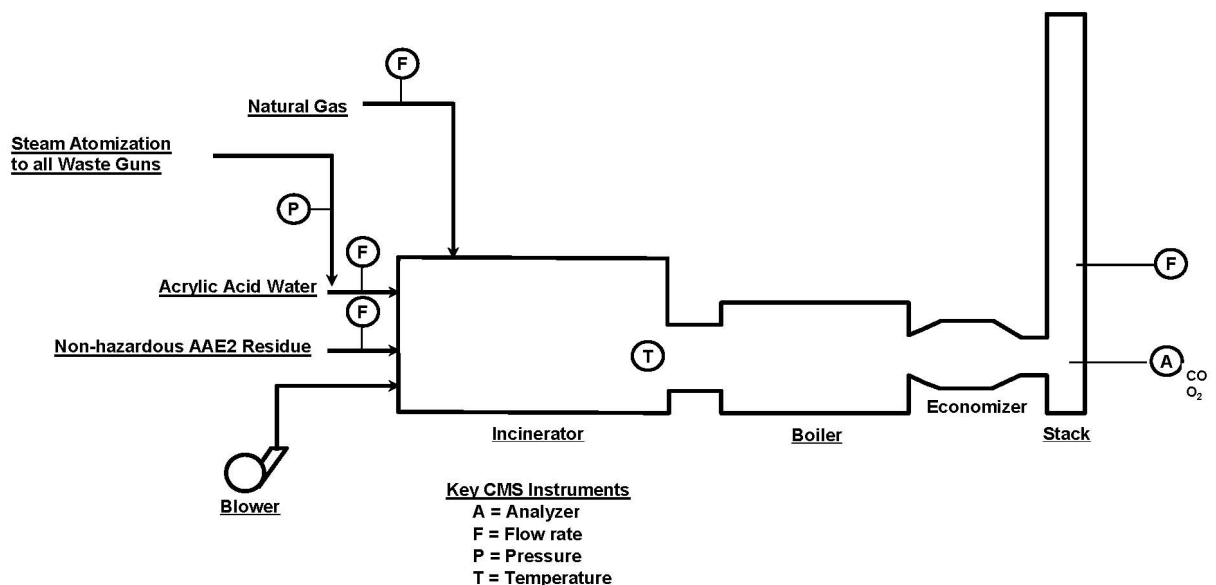 F
Natural Gas
Steam Atomization
to all Waste Guns
P
F
Acrylic Acid Water
F
F
Non-hazardous AAE2 Residue
T
A
CO
O₂
Economizer
Incinerator
Boiler
Stack
Blower
Key CMS Instruments
A = Analyzer
F = Flow rate
P = Pressure
T = Temperature